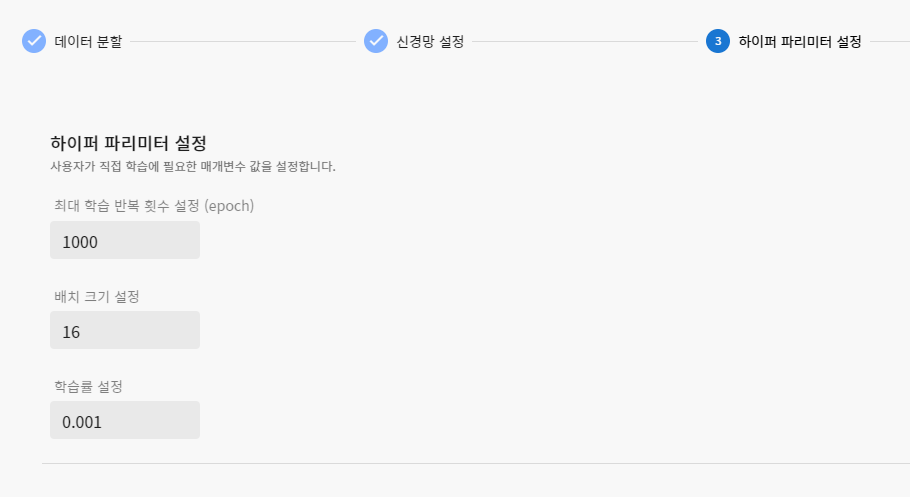 데이터 분할
신경망 설정
3 하이퍼 파리미터 설정
하이퍼 파리미터 설정
사용자가 직접 학습에 필요한 매개변수 값을 설정합니다.
최대 학습 반복 횟수 설정 (epoch)
1000
배치 크기 설정
16
학습률 설정
0.001